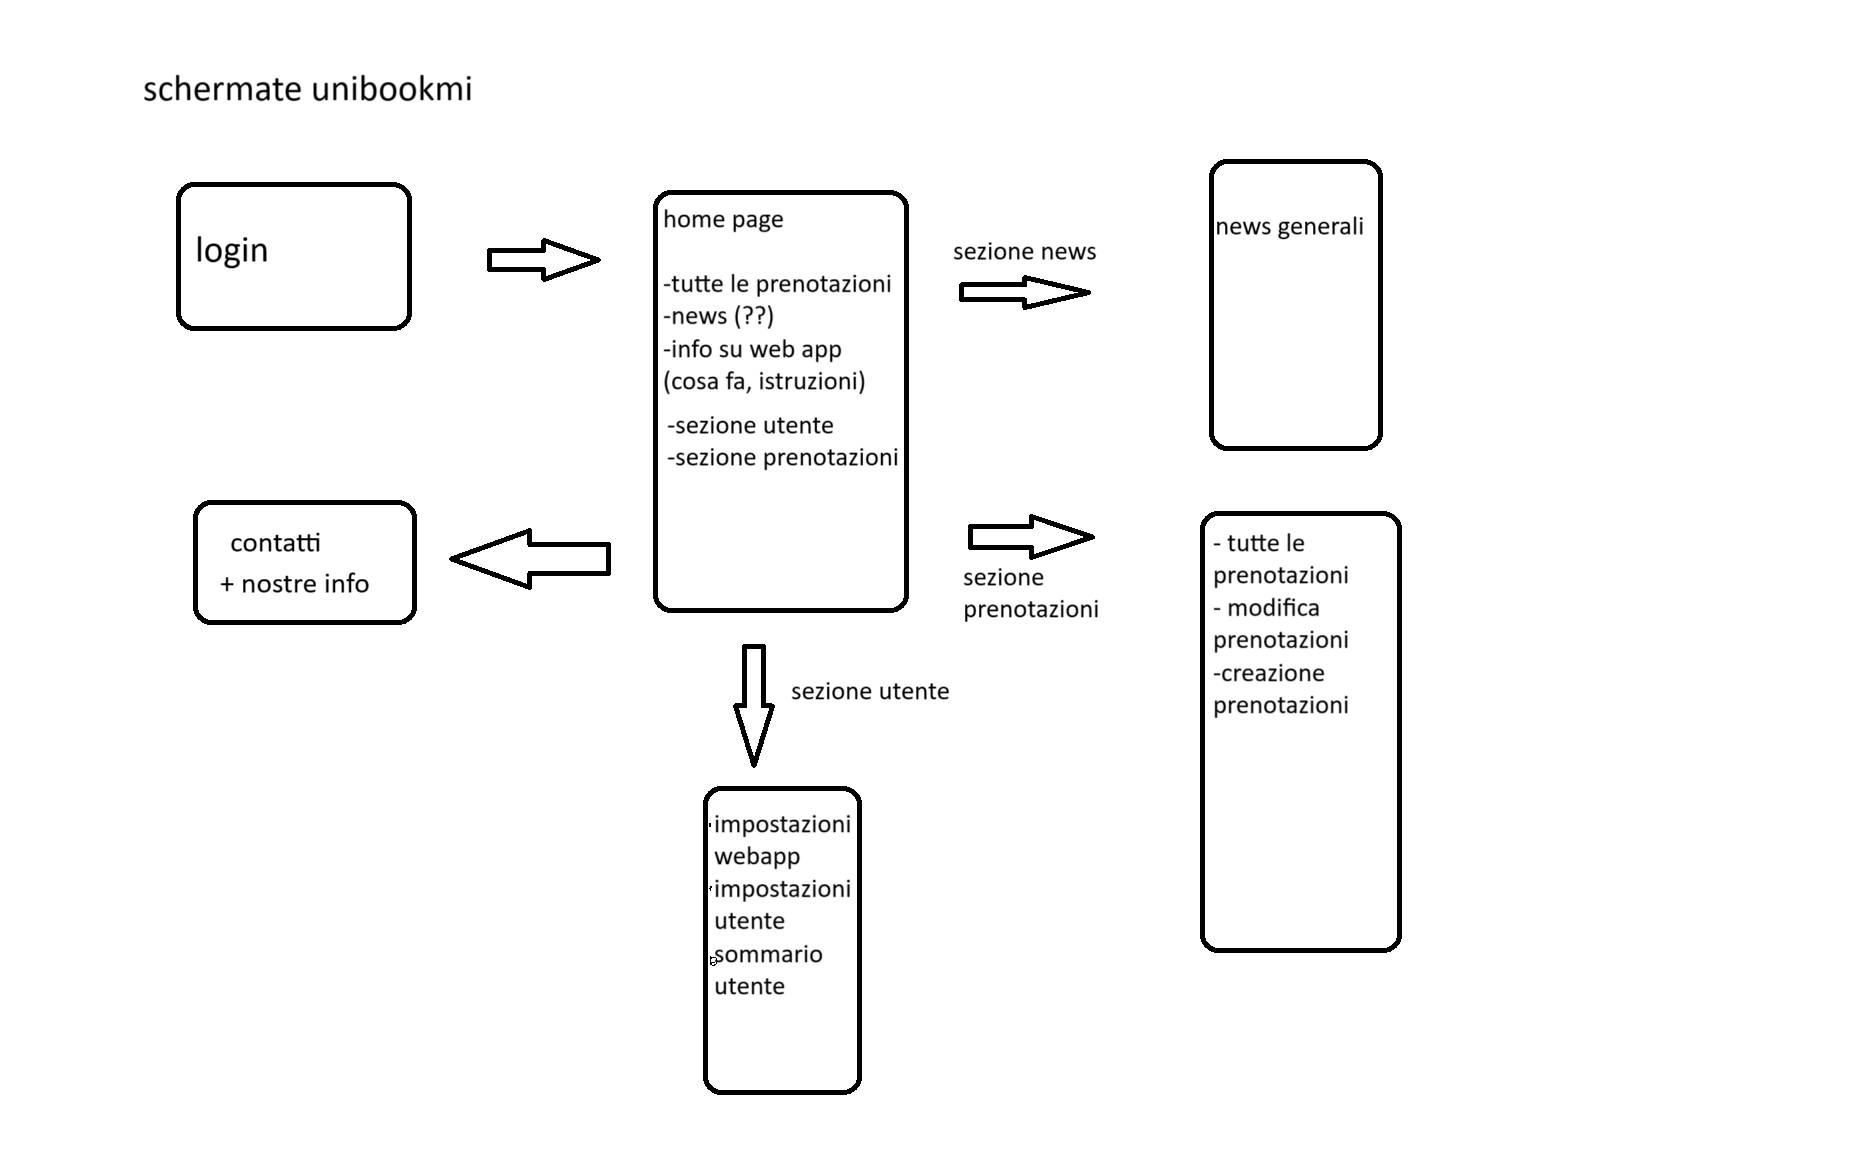 schermate unibookmi
login
home page
-tutte le prenotazioni
-news (??)
-info su web app
(cosa fa, istruzioni)
-sezione utente
-sezione prenotazioni
sezione news
news generali
contatti
+ nostre info
sezione
prenotazioni
- tutte le
prenotazioni
- modifica
prenotazioni
-creazione
prenotazioni
sezione utente
impostazioni
webapp
impostazioni
utente
sommario
utente